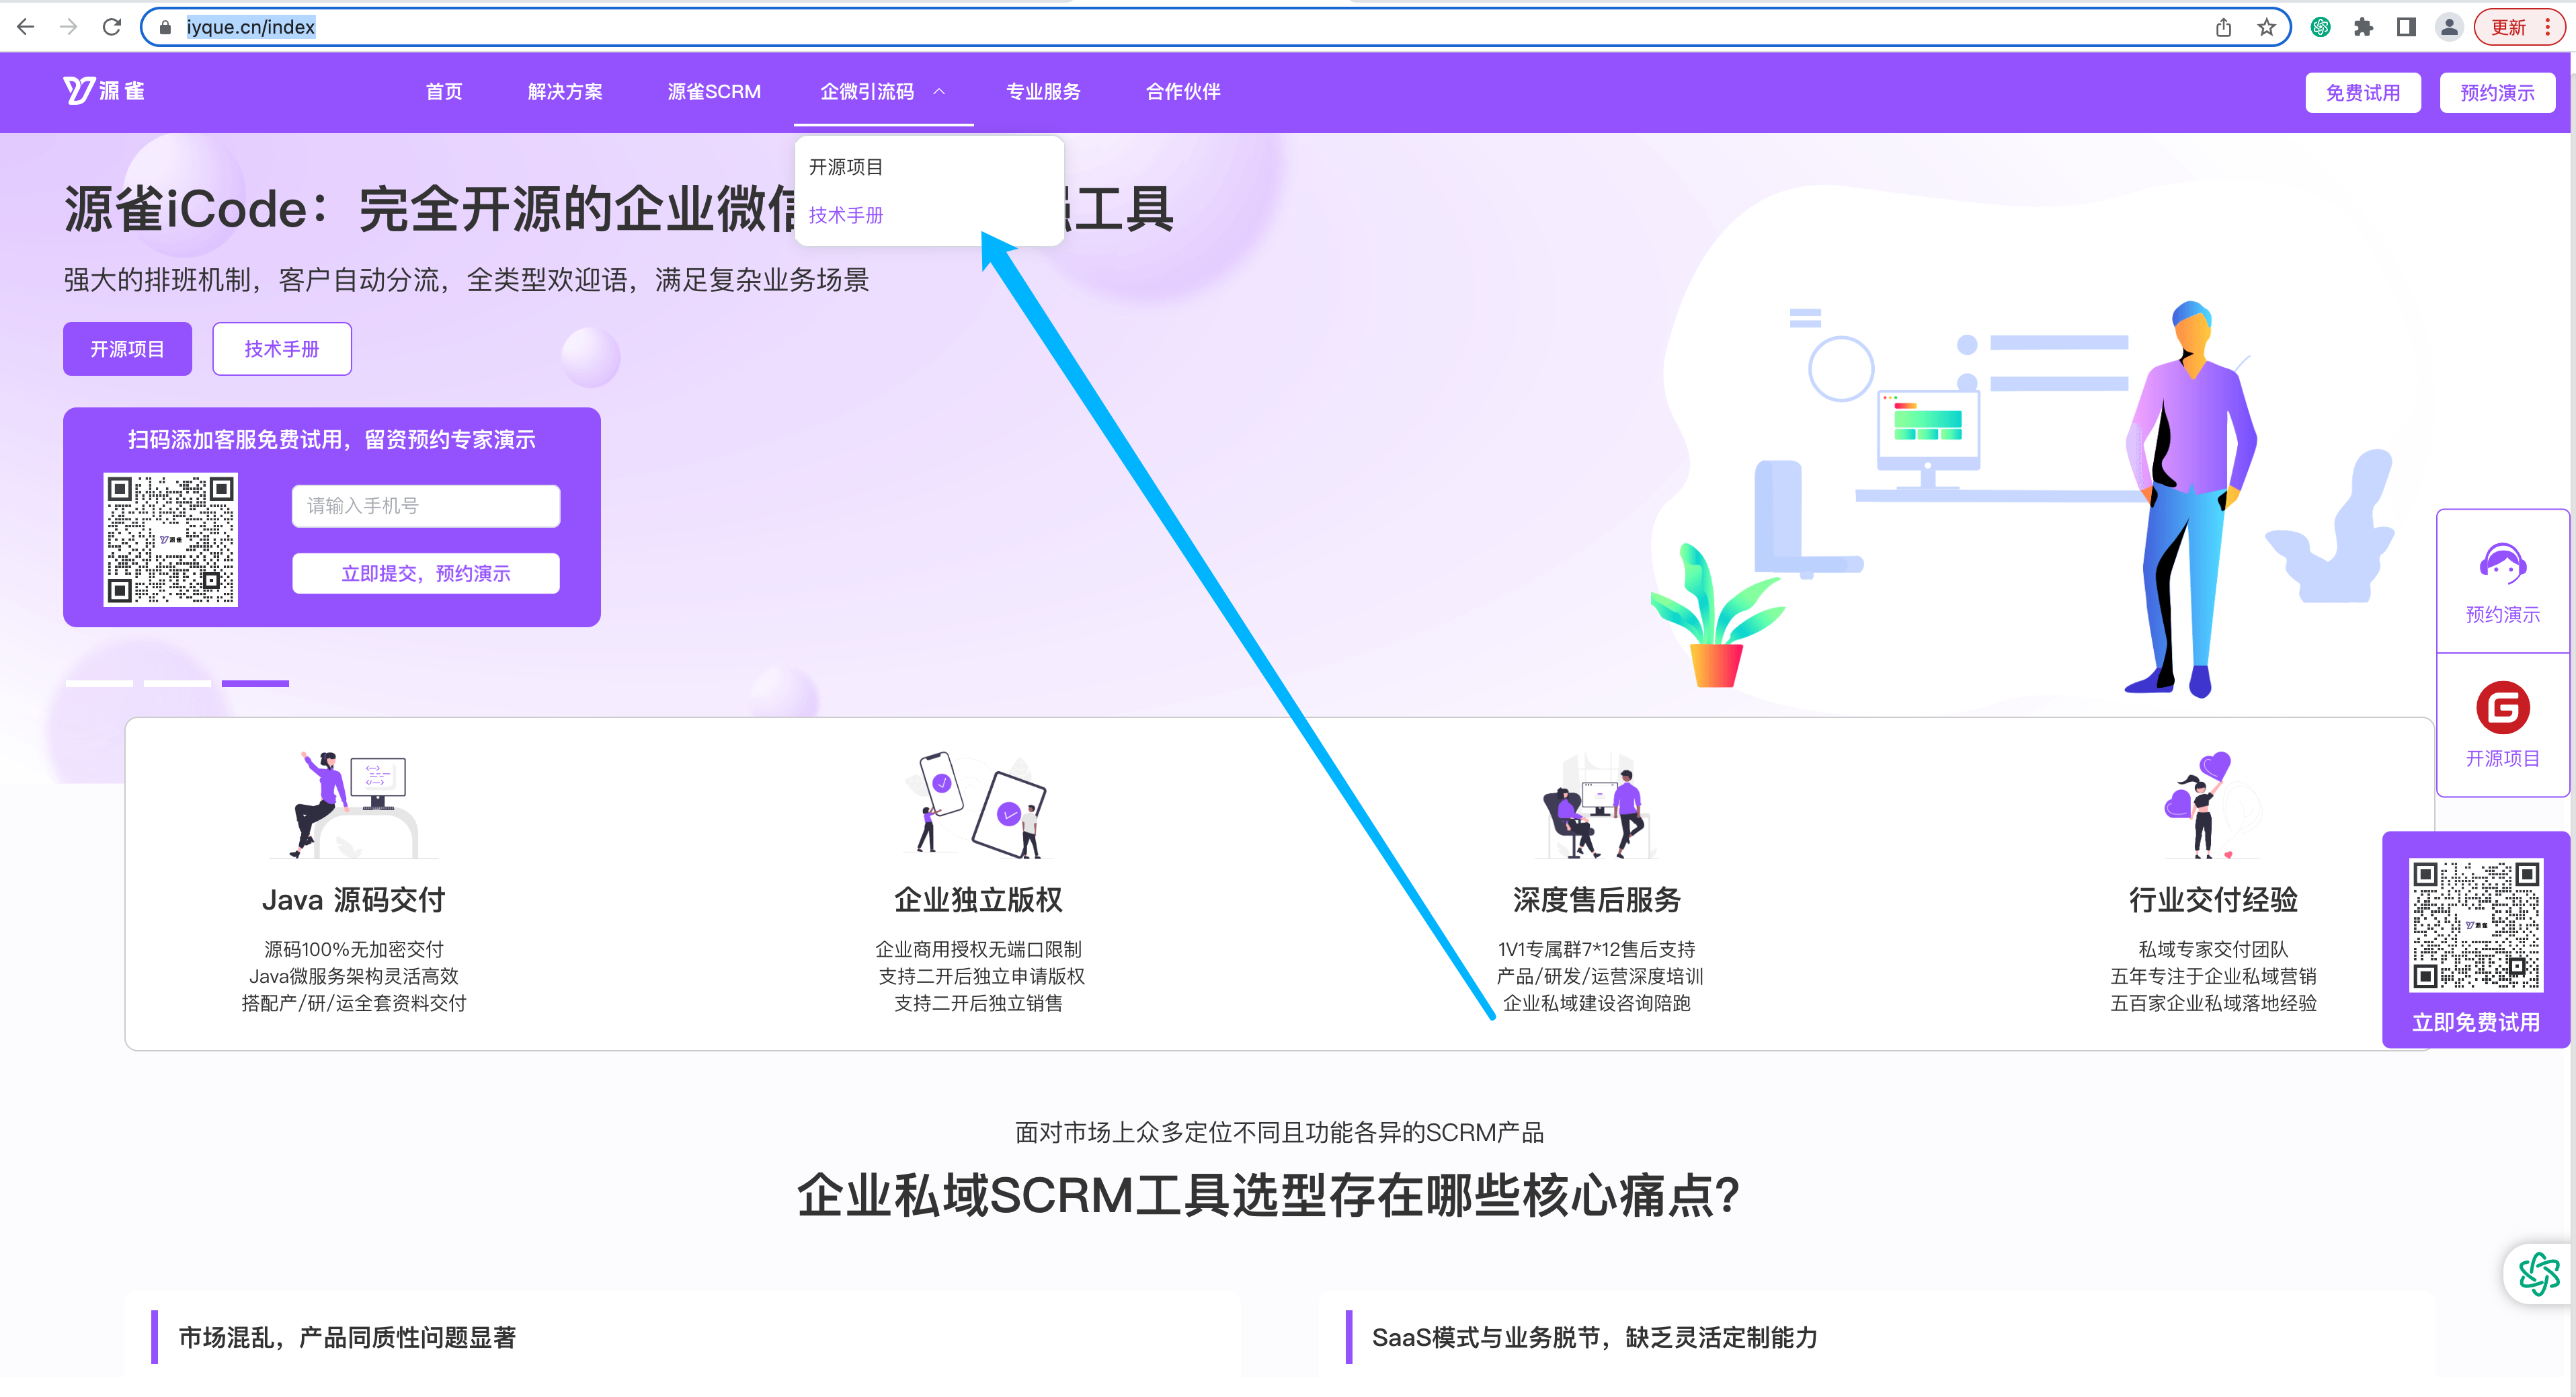 iyque.cn/index
更新
源雀
首页
解决方案
源雀SCRM
企微引流码
专业服务
合作伙伴
免费试用
预约演示
开源项目
技术手册
源雀iCode：完全开源的企业微信
工具
强大的排班机制，客户自动分流，全类型欢迎语，满足复杂业务场景
开源项目
技术手册
扫码添加客服免费试用，留资预约专家演示
源雀
请输入手机号
立即提交，预约演示
预约演示
开源项目
源雀
立即免费试用
Java 源码交付
源码100%无加密交付
Java微服务架构灵活高效
搭配产/研/运全套资料交付
企业独立版权
企业商用授权无端口限制
支持二开后独立申请版权
支持二开后独立销售
深度售后服务
1V1专属群7*12售后支持
产品/研发/运营深度培训
企业私域建设咨询陪跑
行业交付经验
私域专家交付团队
五年专注于企业私域营销
五百家企业私域落地经验
面对市场上众多定位不同且功能各异的SCRM产品
企业私域SCRM工具选型存在哪些核心痛点？
市场混乱，产品同质性问题显著
SaaS模式与业务脱节，缺乏灵活定制能力